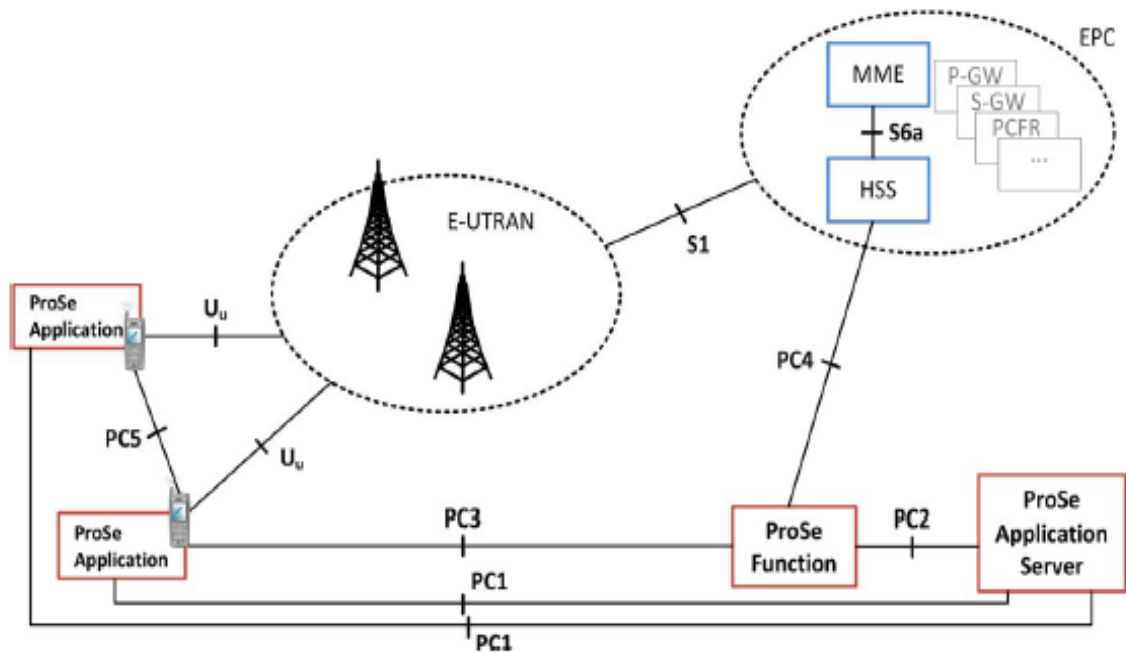 EPC
MME
P-GW
S-GW
PCFR
...
S6a
HSS
E-UTRAN
S1
ProSe
Application
Uu
PC4
PC5
Uu
ProSe
Application
PC3
ProSe
Function
PC2
ProSe
Application
Server
PC1
PC1